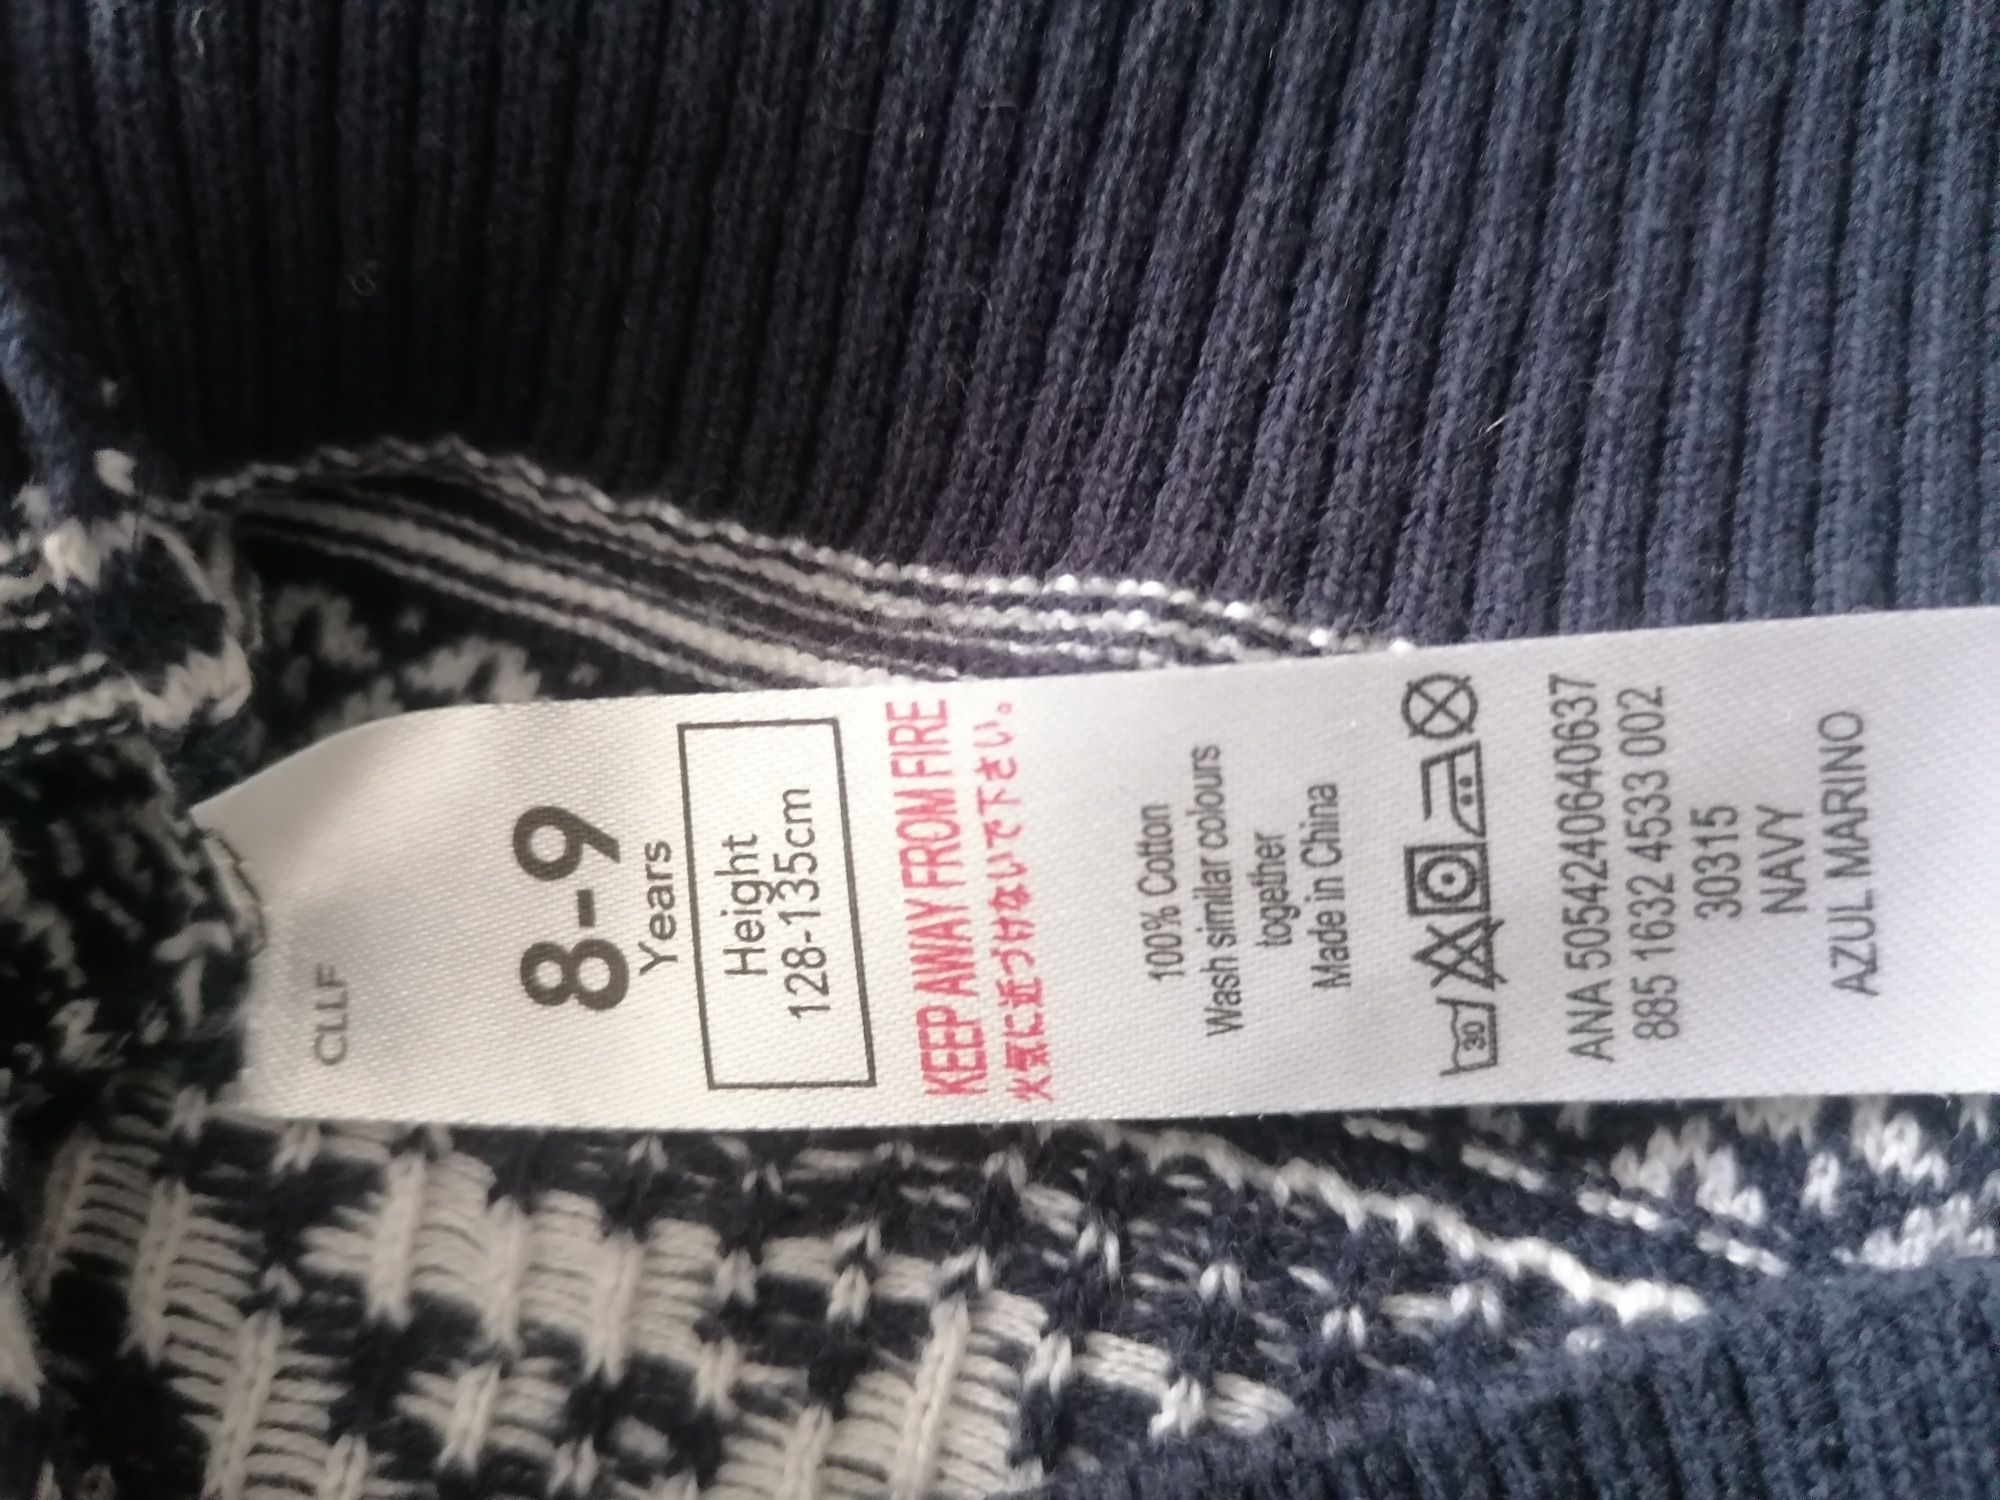 CLLF
8-9
Years
Height
128-135cm
KEEP AWAY FROM FIRE
火気に近づけないで下さい。
100% Cotton
Wash similar colours
together
Made in China
30
ANA 5054240640637
885 1632 4533 002
30315
NAVY
AZUL MARINO